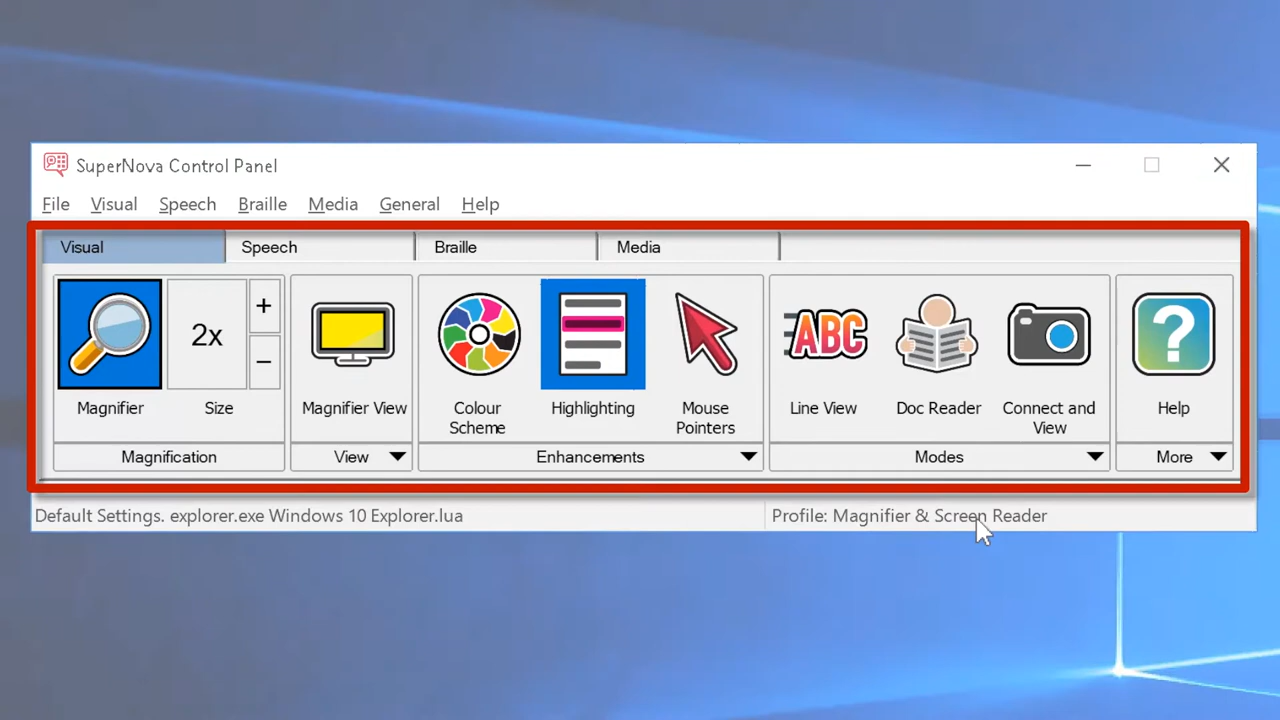 SuperNova Control Panel
File Visual Speech Braille Media General Help
Visual Speech Braille Media
2x + −
Magnifier Size Magnifier View Colour Scheme Highlighting Mouse Pointers Line View Doc Reader Connect and View Help
ABC
?
Magnification View Enhancements Modes More
Default Settings. explorer.exe Windows 10 Explorer.lua Profile: Magnifier & Screen Reader